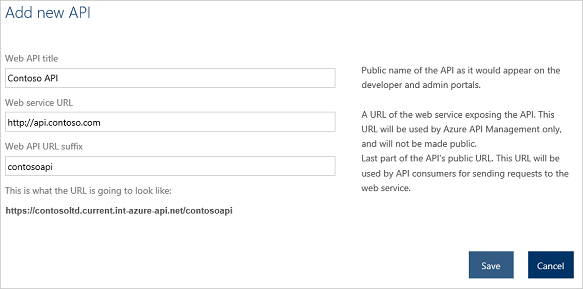 Add new API
Web API title
Contoso API
Public name of the API as it would appear on the
developer and admin portals.
Web service URL
http://api.contoso.com
A URL of the web service exposing the API. This
URL will be used by Azure API Management only,
and will not be made public.
Web API URL suffix
contosoapi
Last part of the API's public URL. This URL will be
used by API consumers for sending requests to the
web service.
This is what the URL is going to look like:
https://contosoltd.current.int-azure-api.net/contosoapi
Save
Cancel